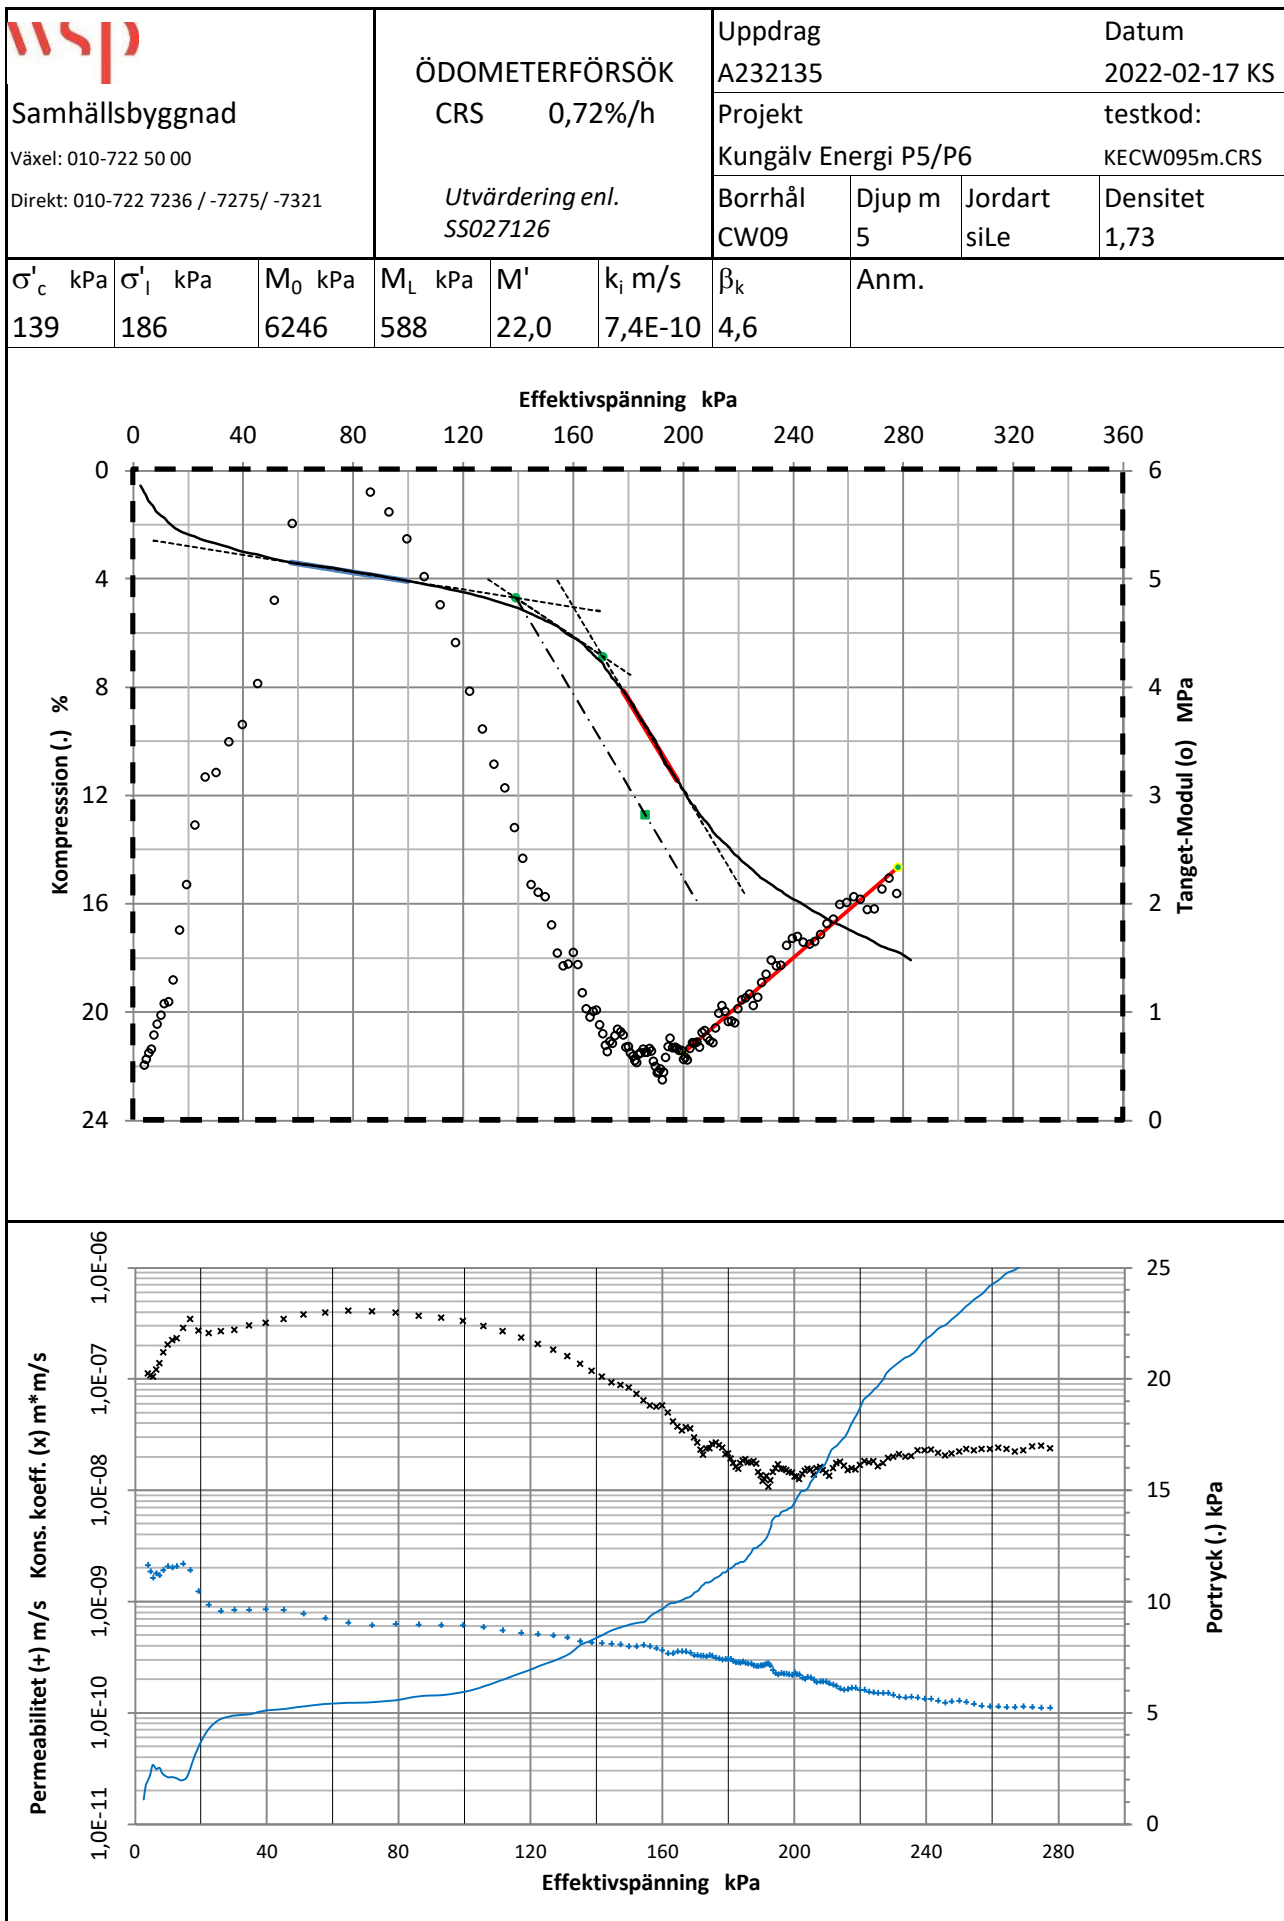 wsp
Samhällsbyggnad
Växel: 010-722 50 00
Direkt: 010-722 7236 / -7275/ -7321
ÖDOMETERFÖRSÖK
CRS 0,72%/h
Utvärdering enl.
SS027126
Uppdrag Datum
A232135 2022-02-17 KS
Projekt testkod:
Kungälv Energi P5/P6 KECW095m.CRS
Borrhål Djup m Jordart Densitet
CW09 5 siLe 1,73
σ'c kPa σ'l kPa M0 kPa ML kPa M' ki m/s βk Anm.
139 186 6246 588 22,0 7,4E-10 4,6
Effektivspänning kPa
0 40 80 120 160 200 240 280 320 360
0 6
4 5
8 4
12 3
16 2
20 1
24 0
Kompresssion (.) %
Tanget-Modul (o) MPa
1,0E-06 25
1,0E-07 20
1,0E-08 15
1,0E-09 10
1,0E-10 5
1,0E-11 0
Permeabilitet (+) m/s Kons. koeff. (x) m*m/s
Portryck (.) kPa
0 40 80 120 160 200 240 280
Effektivspänning kPa